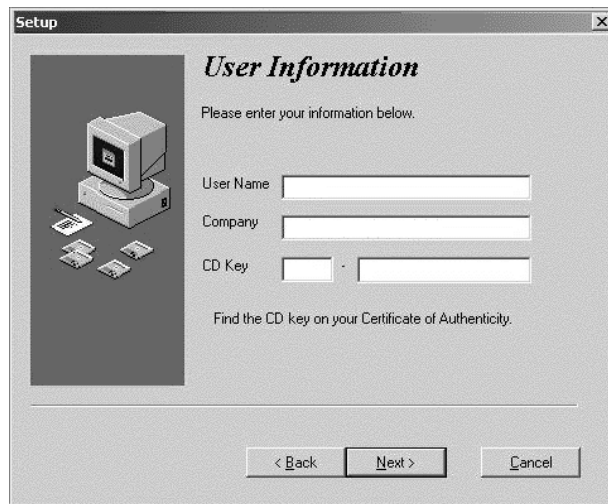 Setup
User Information
Please enter your information below.
User Name
Company
CD Key -
Find the CD key on your Certificate of Authenticity.
< Back Next > Cancel